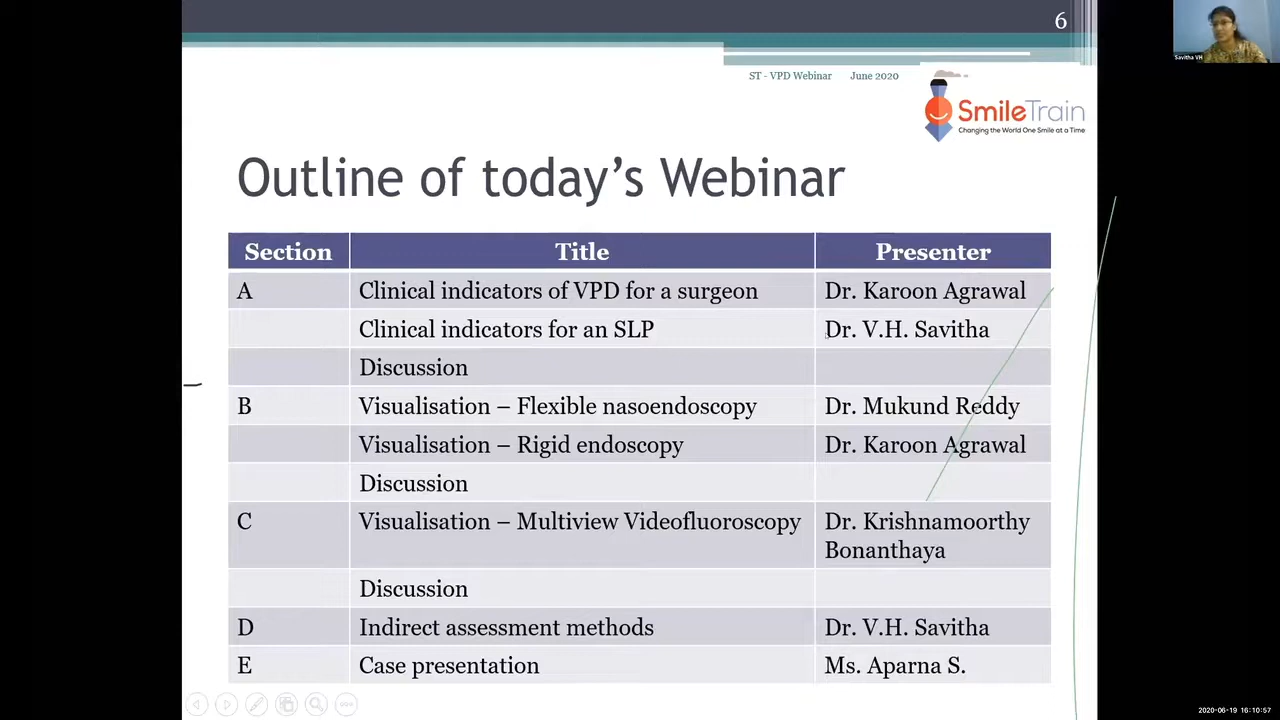 6
Savitha VH
ST - VPD Webinar June 2020
SmileTrain
Changing the World One Smile at a Time
Outline of today's Webinar
Section Title Presenter
A Clinical indicators of VPD for a surgeon Dr. Karoon Agrawal
Clinical indicators for an SLP Dr. V.H. Savitha
Discussion
B Visualisation – Flexible nasoendoscopy Dr. Mukund Reddy
Visualisation – Rigid endoscopy Dr. Karoon Agrawal
Discussion
C Visualisation – Multiview Videofluoroscopy Dr. Krishnamoorthy
Bonanthaya
Discussion
D Indirect assessment methods Dr. V.H. Savitha
E Case presentation Ms. Aparna S.
2020-06-19 16:10:57